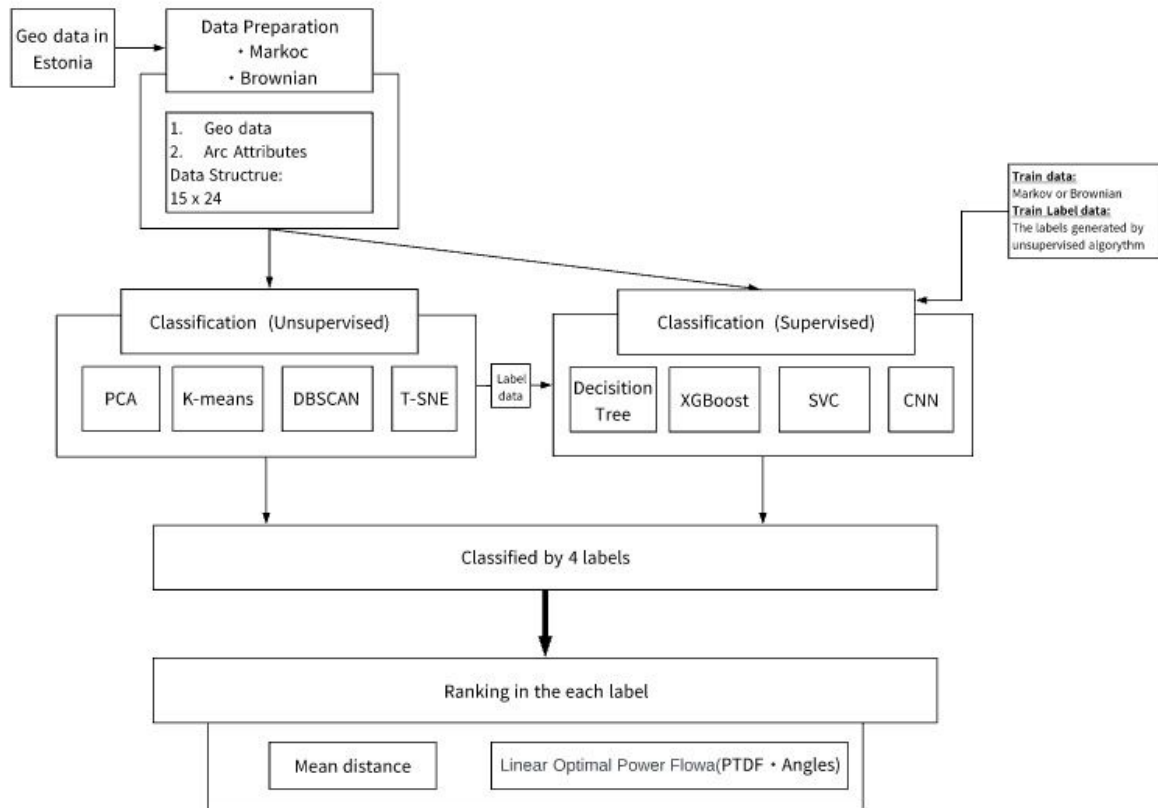 Geo data in
Estonia
Data Preparation
・Markoc
・Brownian
1. Geo data
2. Arc Attributes
Data Structrue:
15 x 24
Train data:
Markov or Brownian
Train Label data:
The labels generated by
unsupervised algorythm
Classification (Unsupervised)
PCA
K-means
DBSCAN
T-SNE
Label
data
Classification (Supervised)
Decisition
Tree
XGBoost
SVC
CNN
Classified by 4 labels
Ranking in the each label
Mean distance
Linear Optimal Power Flowa(PTDF・Angles)